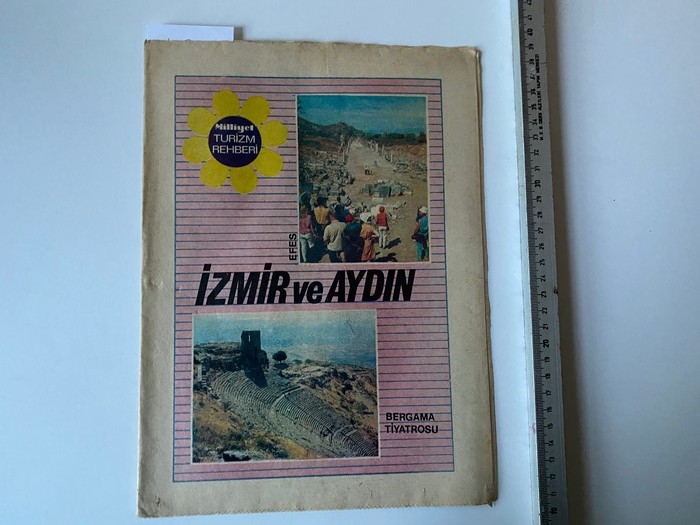 Milliyet
TURİZM
REHBERİ
EFES
İZMİR ve AYDIN
BERGAMA
TİYATROSU